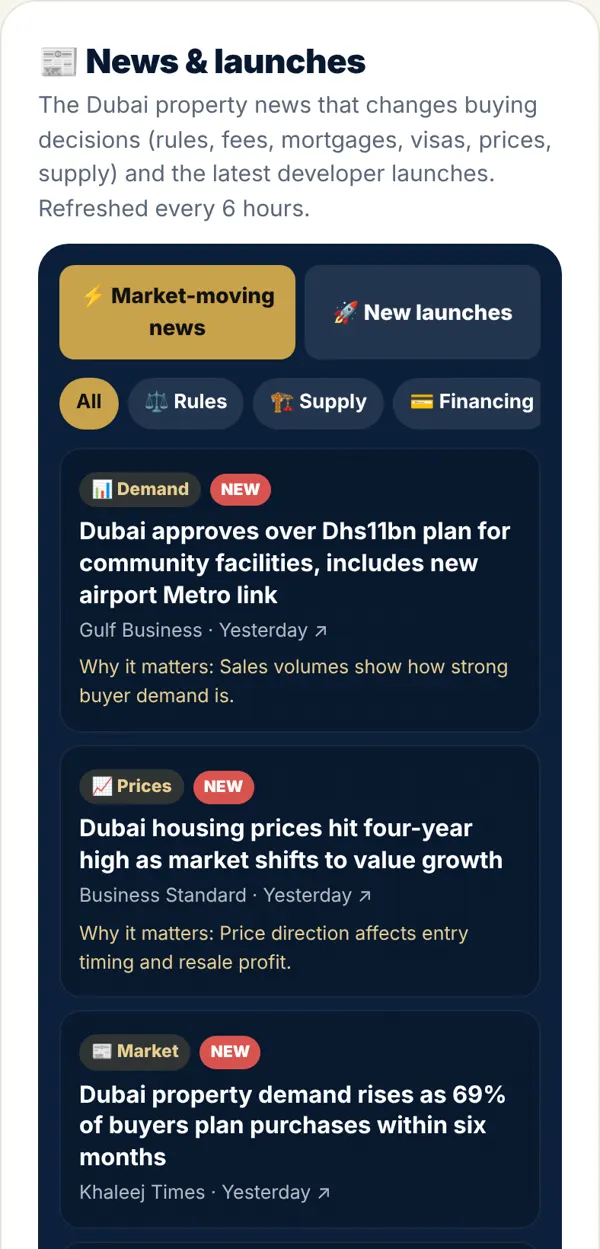 📰 News & launches
The Dubai property news that changes buying
decisions (rules, fees, mortgages, visas, prices,
supply) and the latest developer launches.
Refreshed every 6 hours.
⚡ Market-moving
news
🚀 New launches
All
⚖️ Rules
🏗️ Supply
💳 Financing
📊 Demand NEW
Dubai approves over Dhs11bn plan for
community facilities, includes new
airport Metro link
Gulf Business · Yesterday ↗
Why it matters: Sales volumes show how strong
buyer demand is.
📈 Prices NEW
Dubai housing prices hit four-year
high as market shifts to value growth
Business Standard · Yesterday ↗
Why it matters: Price direction affects entry
timing and resale profit.
📰 Market NEW
Dubai property demand rises as 69%
of buyers plan purchases within six
months
Khaleej Times · Yesterday ↗